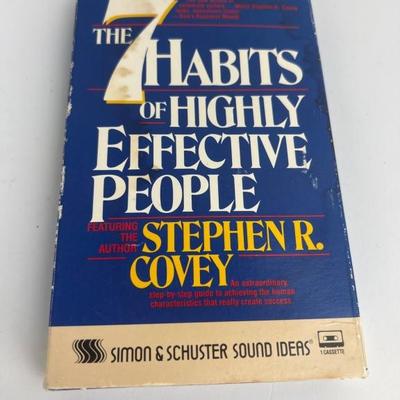 THE 7 HABITS
OF HIGHLY
EFFECTIVE
PEOPLE
FEATURING
THE
AUTHOR
STEPHEN R.
COVEY
An extraordinary
step-by-step guide to achieving the human
characteristics that really create success
SIMON & SCHUSTER SOUND IDEAS®
1 CASSETTE